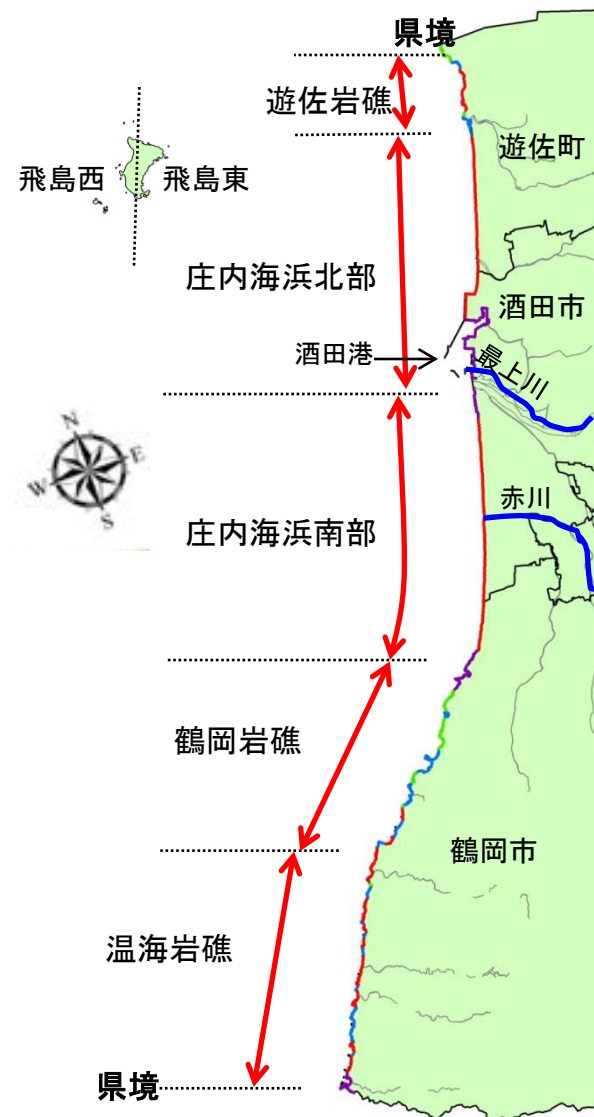 県境
遊佐岩礁
遊佐町
飛島西
飛島東
庄内海浜北部
酒田市
酒田港
最上川
N
E
W
S
赤川
庄内海浜南部
鶴岡岩礁
鶴岡市
温海岩礁
県境